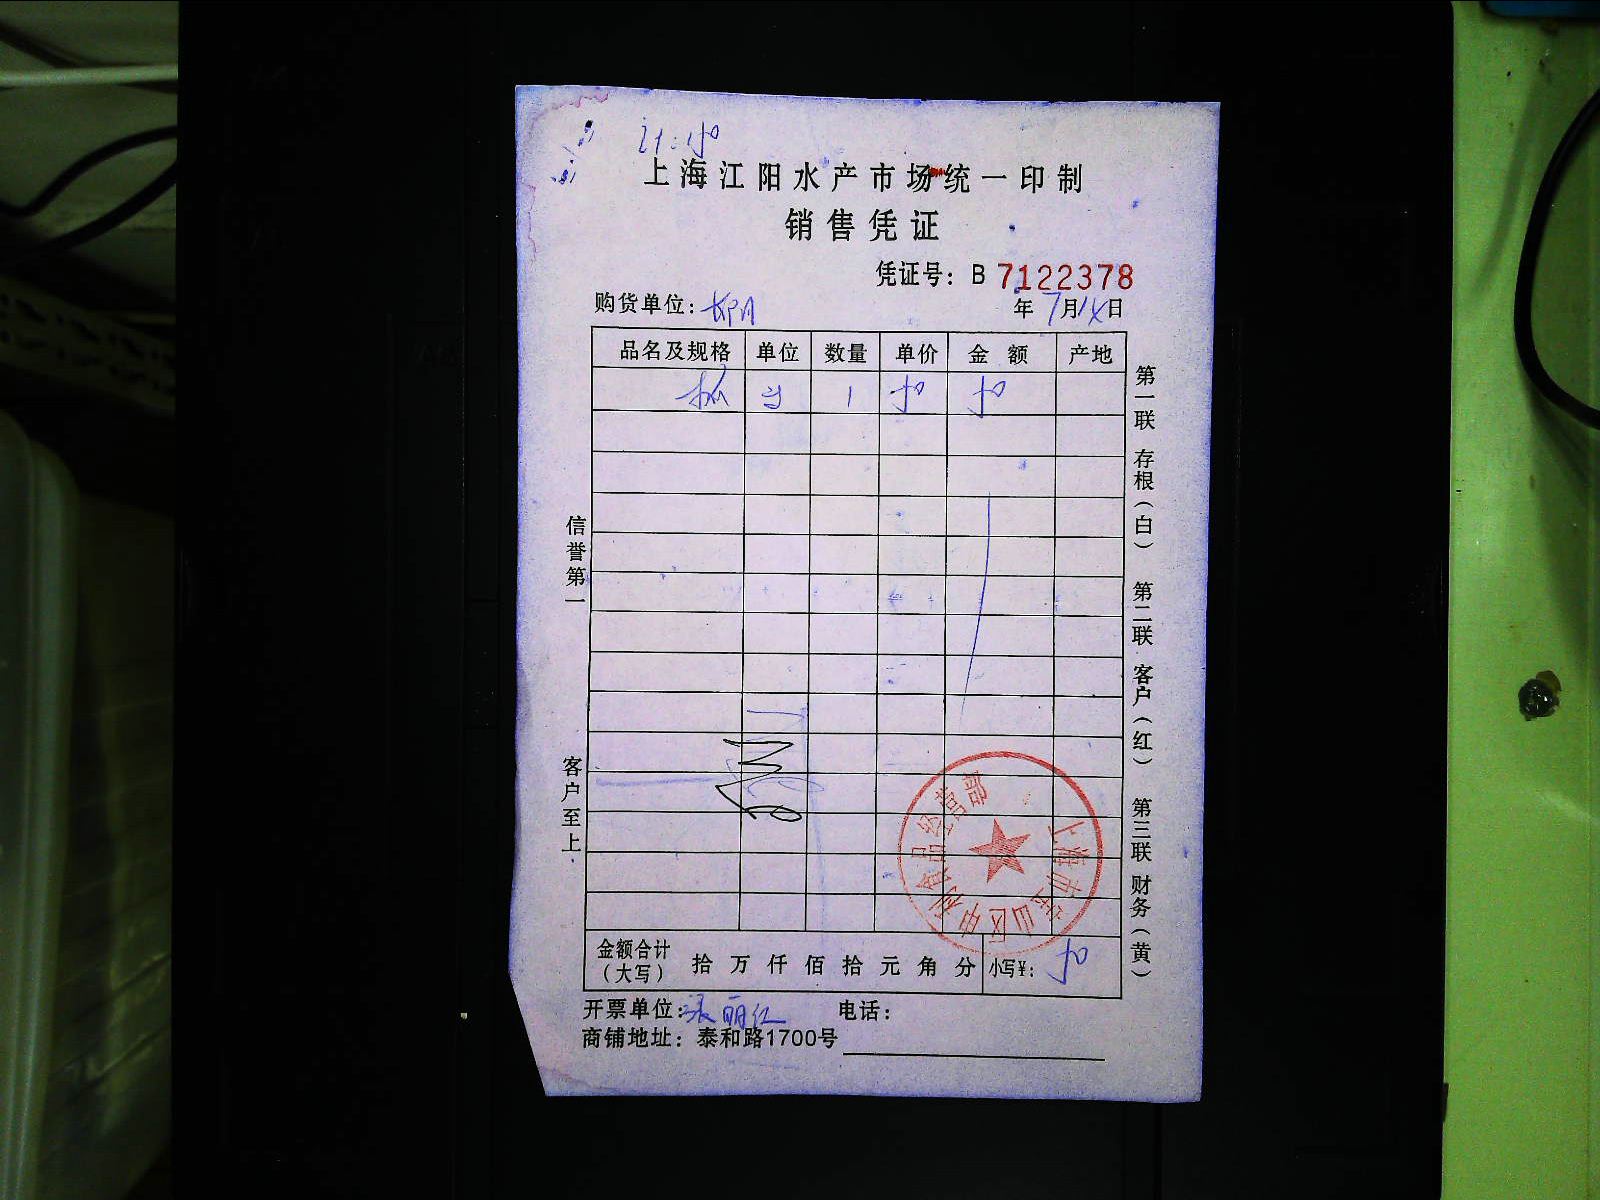 上海江阳水产市场统一印制
销售凭证
凭证号: B 7122378
购货单位:
年 7月14日
品名及规格 单位 数量 单价 金额 产地
1
金额合计(大写) 拾 万 仟 佰 拾 元 角 分 小写¥:
开票单位: 张丽红 电话:
商铺地址: 泰和路1700号
信誉第一
客户至上
第一联 存根(白) 第二联 客户(红) 第三联 财务(黄)